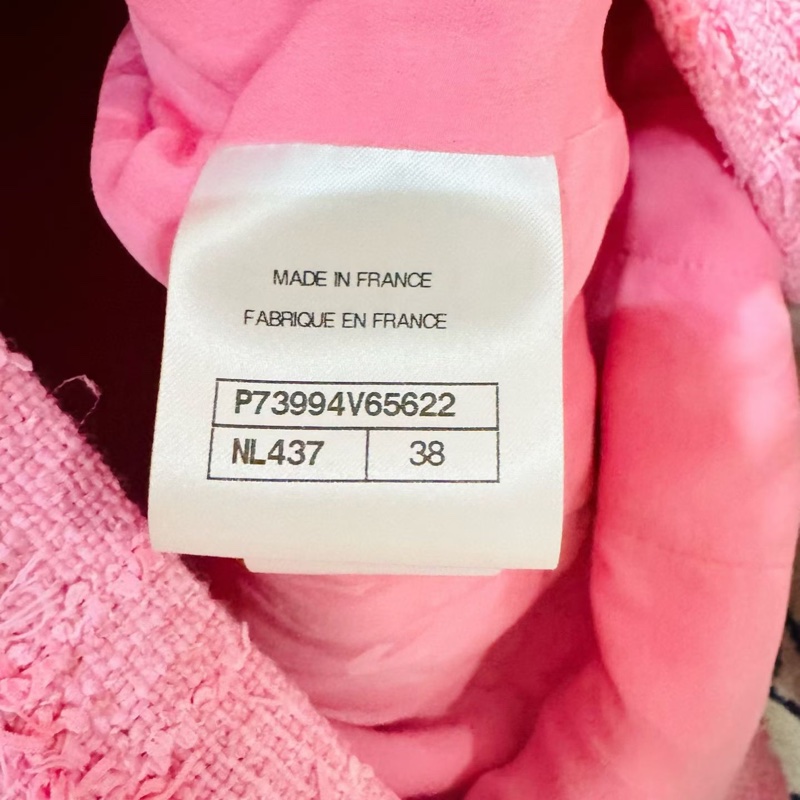 MADE IN FRANCE
FABRIQUE EN FRANCE
P73994V65622
NL437 38